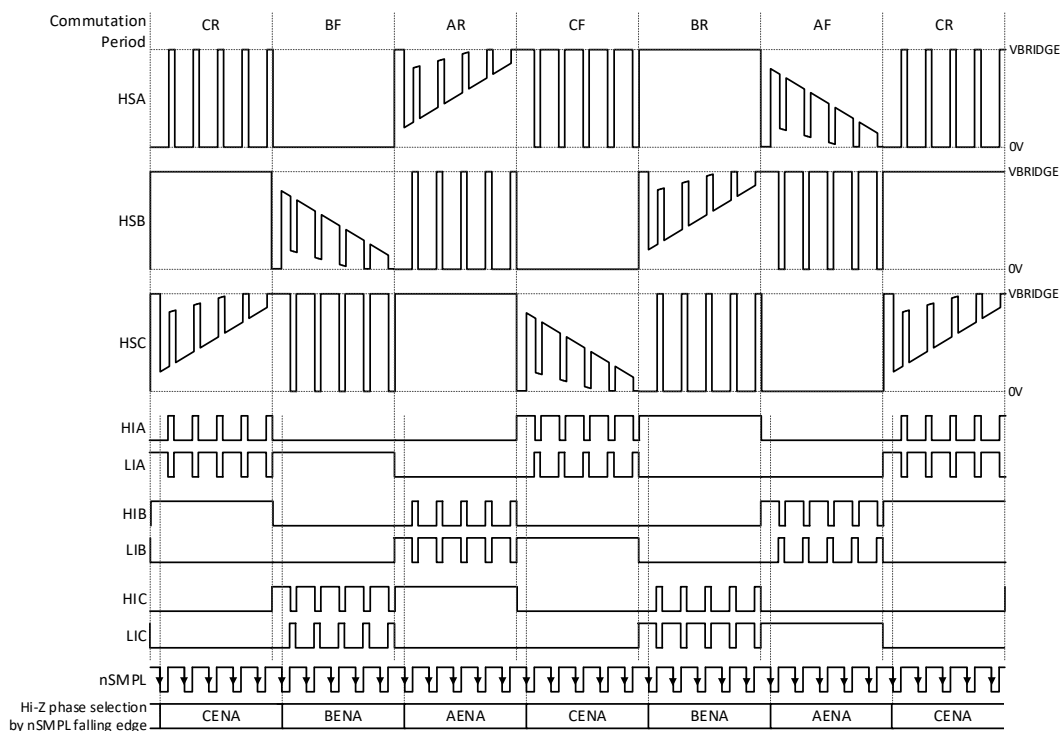 Commutation
Period
CR BF AR CF BR AF CR
VBRIDGE
HSA
0V
VBRIDGE
HSB
0V
VBRIDGE
HSC
0V
HIA
LIA
HIB
LIB
HIC
LIC
nSMPL
Hi-Z phase selection
by nSMPL falling edge
CENA BENA AENA CENA BENA AENA CENA